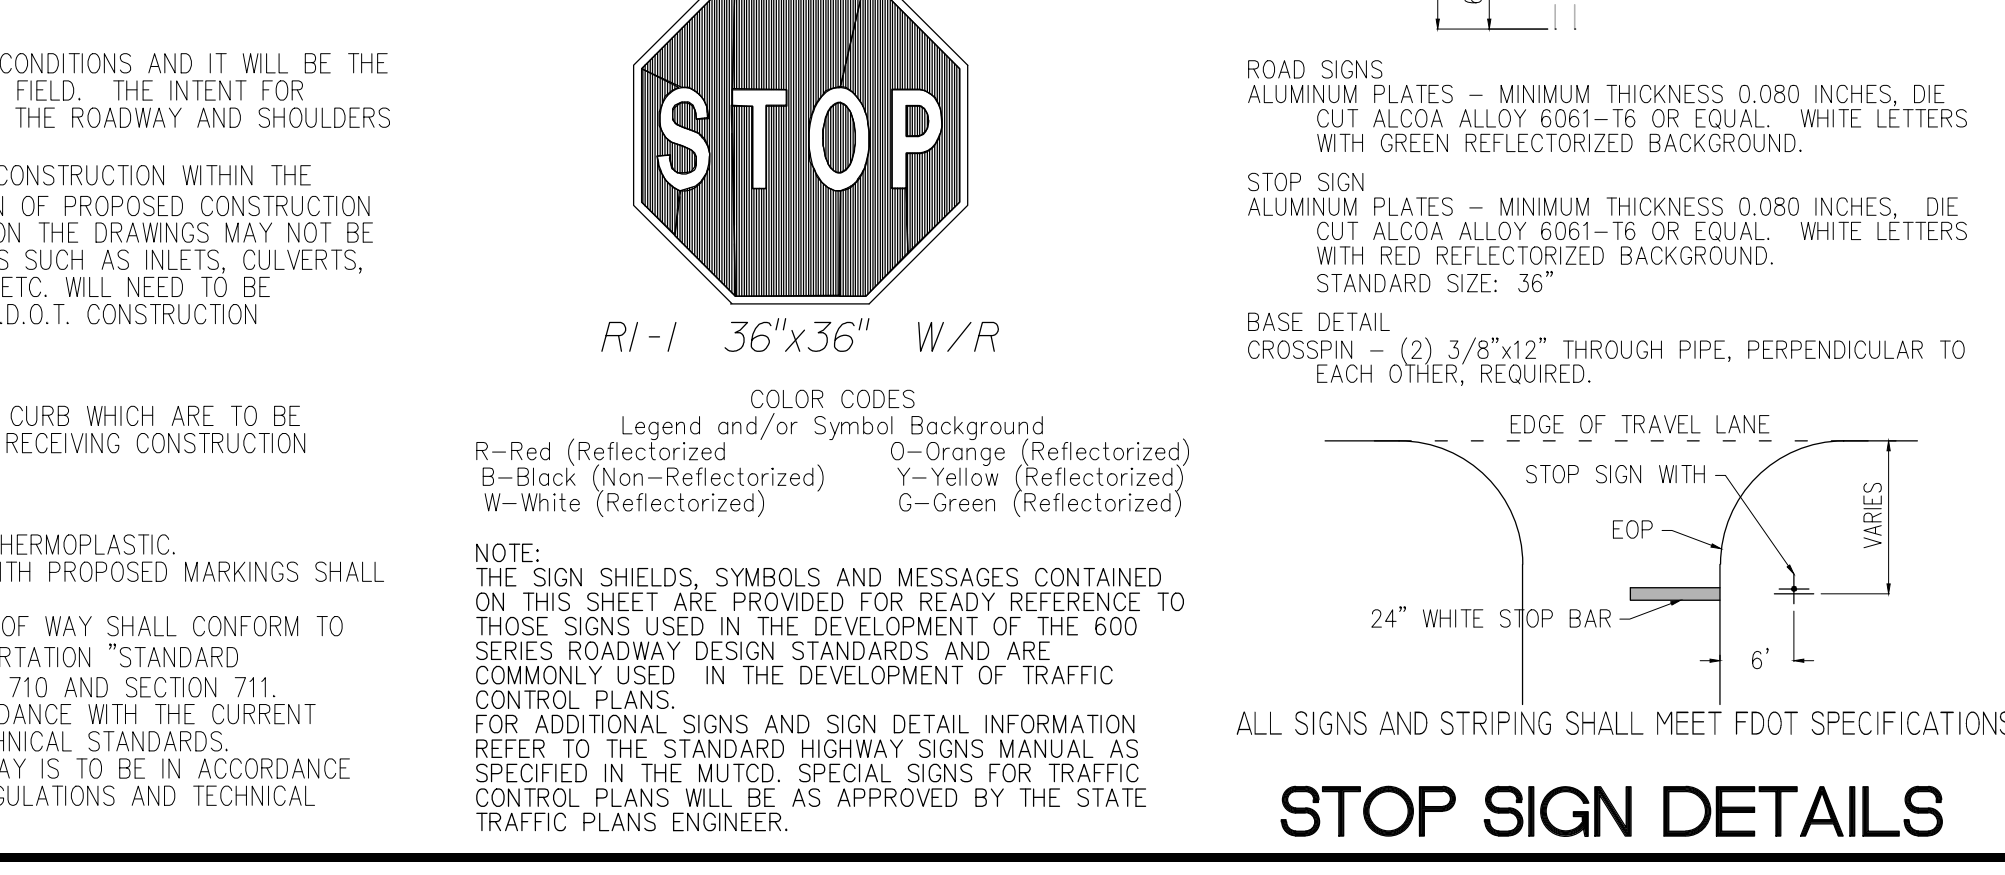 CONDITIONS AND IT WILL BE THE
FIELD. THE INTENT FOR
THE ROADWAY AND SHOULDERS
CONSTRUCTION WITHIN THE
N OF PROPOSED CONSTRUCTION
ON THE DRAWINGS MAY NOT BE
S SUCH AS INLETS, CULVERTS,
ETC. WILL NEED TO BE
.D.O.T. CONSTRUCTION
CURB WHICH ARE TO BE
RECEIVING CONSTRUCTION
HERMOPLASTIC.
ITH PROPOSED MARKINGS SHALL
OF WAY SHALL CONFORM TO
RTATION "STANDARD
710 AND SECTION 711.
DANCE WITH THE CURRENT
HNICAL STANDARDS.
AY IS TO BE IN ACCORDANCE
GULATIONS AND TECHNICAL
STOP
R1-1 36"x36" W/R
COLOR CODES
Legend and/or Symbol Background
R-Red (Reflectorized O-Orange (Reflectorized)
B-Black (Non-Reflectorized) Y-Yellow (Reflectorized)
W-White (Reflectorized) G-Green (Reflectorized)
NOTE:
THE SIGN SHIELDS, SYMBOLS AND MESSAGES CONTAINED
ON THIS SHEET ARE PROVIDED FOR READY REFERENCE TO
THOSE SIGNS USED IN THE DEVELOPMENT OF THE 600
SERIES ROADWAY DESIGN STANDARDS AND ARE
COMMONLY USED IN THE DEVELOPMENT OF TRAFFIC
CONTROL PLANS.
FOR ADDITIONAL SIGNS AND SIGN DETAIL INFORMATION
REFER TO THE STANDARD HIGHWAY SIGNS MANUAL AS
SPECIFIED IN THE MUTCD. SPECIAL SIGNS FOR TRAFFIC
CONTROL PLANS WILL BE AS APPROVED BY THE STATE
TRAFFIC PLANS ENGINEER.
ROAD SIGNS
ALUMINUM PLATES – MINIMUM THICKNESS 0.080 INCHES, DIE
CUT ALCOA ALLOY 6061–T6 OR EQUAL. WHITE LETTERS
WITH GREEN REFLECTORIZED BACKGROUND.
STOP SIGN
ALUMINUM PLATES – MINIMUM THICKNESS 0.080 INCHES, DIE
CUT ALCOA ALLOY 6061–T6 OR EQUAL. WHITE LETTERS
WITH RED REFLECTORIZED BACKGROUND.
STANDARD SIZE: 36"
BASE DETAIL
CROSSPIN – (2) 3/8"x12" THROUGH PIPE, PERPENDICULAR TO
EACH OTHER, REQUIRED.
EDGE OF TRAVEL LANE
STOP SIGN WITH
EOP
VARIES
24" WHITE STOP BAR
6'
ALL SIGNS AND STRIPING SHALL MEET FDOT SPECIFICATIONS
STOP SIGN DETAILS